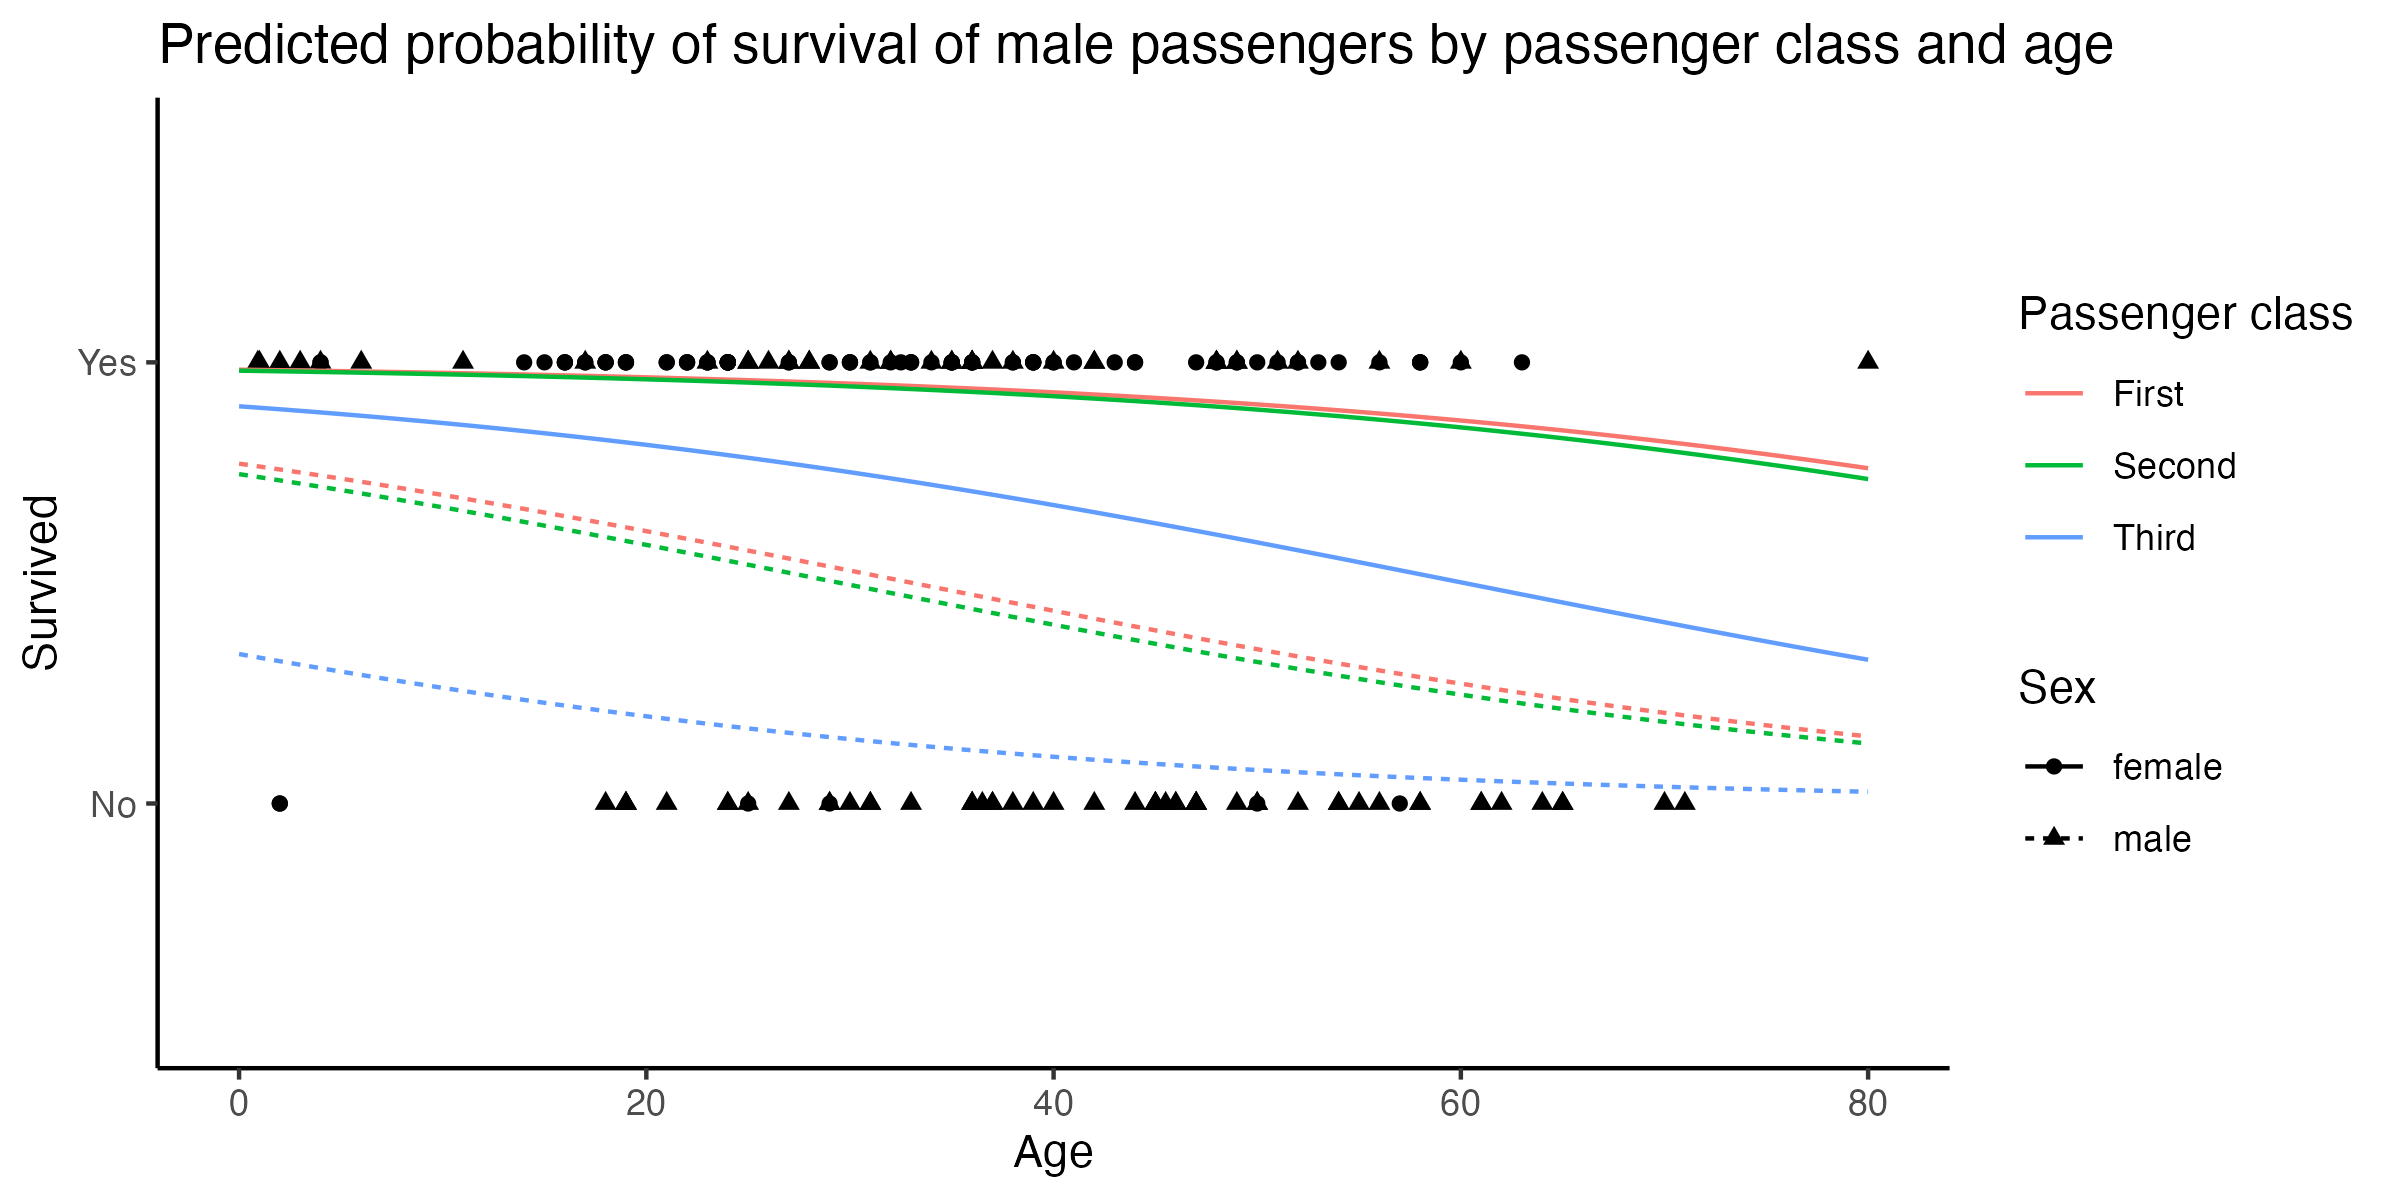 Predicted probability of survival of male passengers by passenger class and age
Survived
Yes
No
0 20 40 60 80
Age
Passenger class
First
Second
Third
Sex
female
male